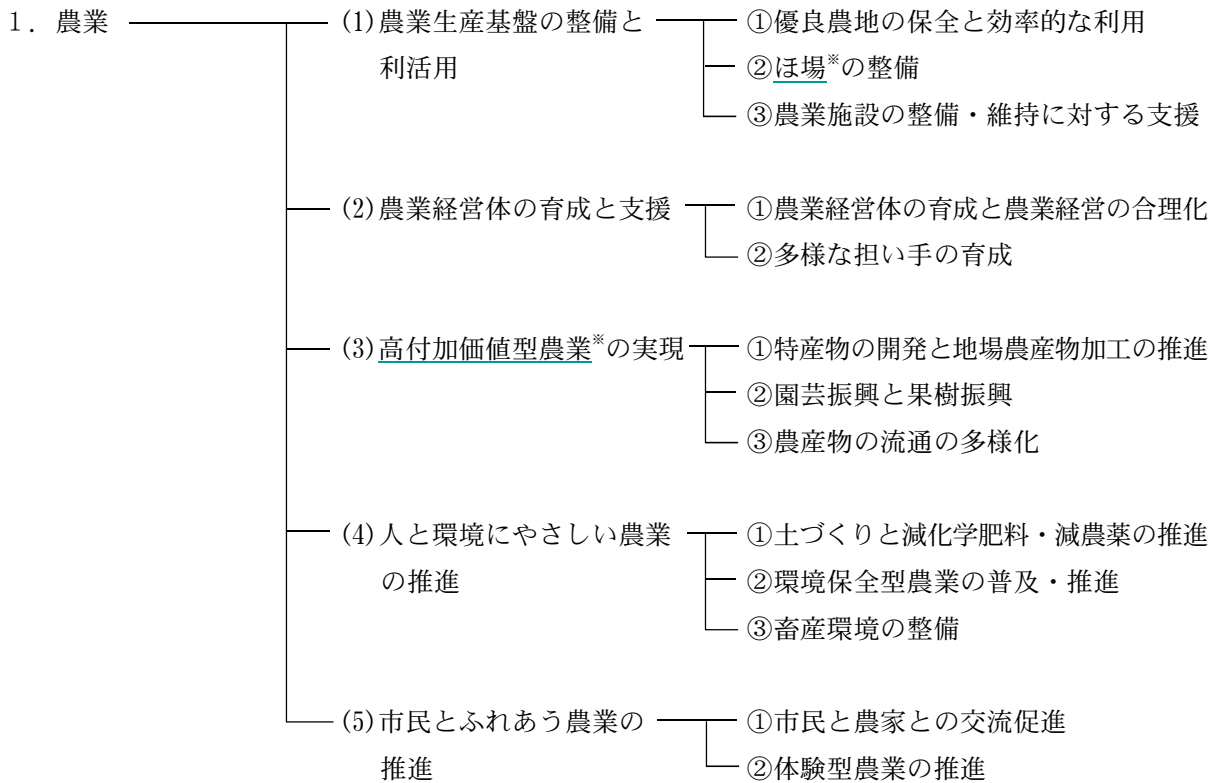 1．農業
(1)農業生産基盤の整備と
利活用
①優良農地の保全と効率的な利用
②ほ場※の整備
③農業施設の整備・維持に対する支援
(2)農業経営体の育成と支援
①農業経営体の育成と農業経営の合理化
②多様な担い手の育成
(3)高付加価値型農業※の実現
①特産物の開発と地場農産物加工の推進
②園芸振興と果樹振興
③農産物の流通の多様化
(4)人と環境にやさしい農業
の推進
①土づくりと減化学肥料・減農薬の推進
②環境保全型農業の普及・推進
③畜産環境の整備
(5)市民とふれあう農業の
推進
①市民と農家との交流促進
②体験型農業の推進